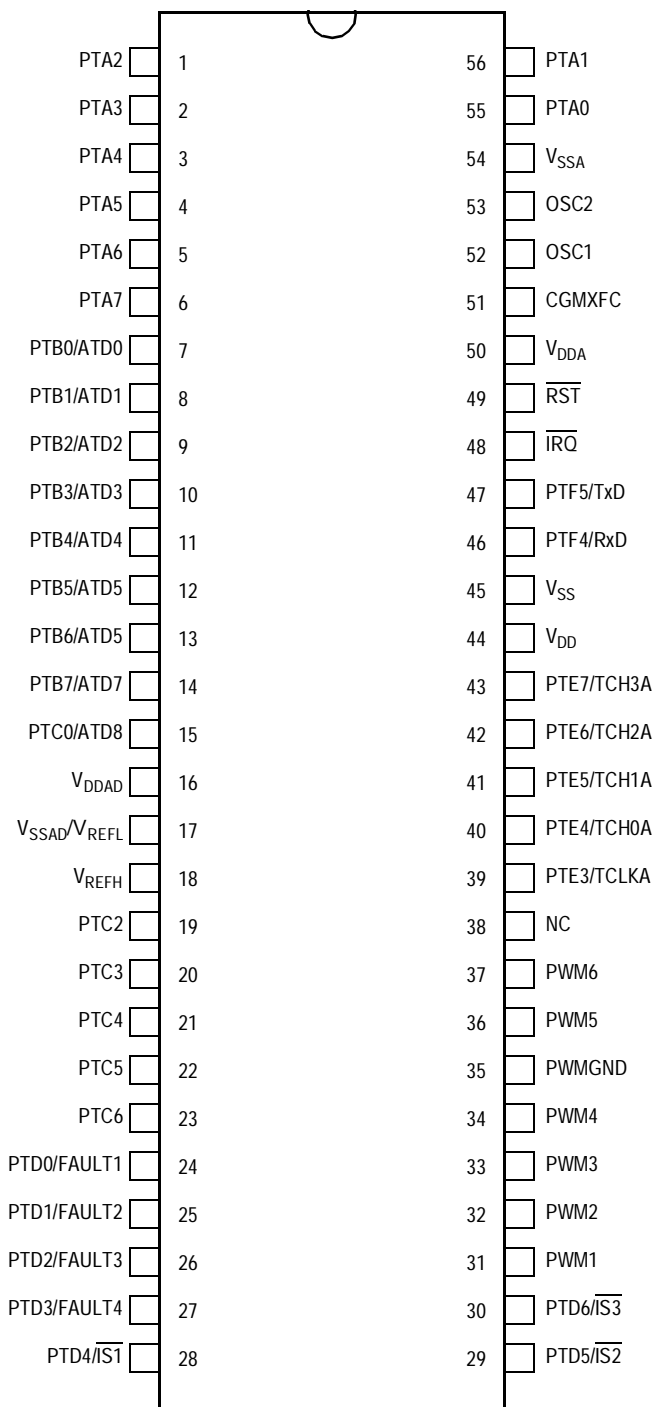 PTA2 1 56 PTA1
PTA3 2 55 PTA0
PTA4 3 54 VSSA
PTA5 4 53 OSC2
PTA6 5 52 OSC1
PTA7 6 51 CGMXFC
PTB0/ATD0 7 50 VDDA
PTB1/ATD1 8 49 R̅S̅T̅
PTB2/ATD2 9 48 I̅R̅Q̅
PTB3/ATD3 10 47 PTF5/TxD
PTB4/ATD4 11 46 PTF4/RxD
PTB5/ATD5 12 45 VSS
PTB6/ATD5 13 44 VDD
PTB7/ATD7 14 43 PTE7/TCH3A
PTC0/ATD8 15 42 PTE6/TCH2A
VDDAD 16 41 PTE5/TCH1A
VSSAD/VREFL 17 40 PTE4/TCH0A
VREFH 18 39 PTE3/TCLKA
PTC2 19 38 NC
PTC3 20 37 PWM6
PTC4 21 36 PWM5
PTC5 22 35 PWMGND
PTC6 23 34 PWM4
PTD0/FAULT1 24 33 PWM3
PTD1/FAULT2 25 32 PWM2
PTD2/FAULT3 26 31 PWM1
PTD3/FAULT4 27 30 PTD6/I̅S̅3̅
PTD4/I̅S̅1̅ 28 29 PTD5/I̅S̅2̅